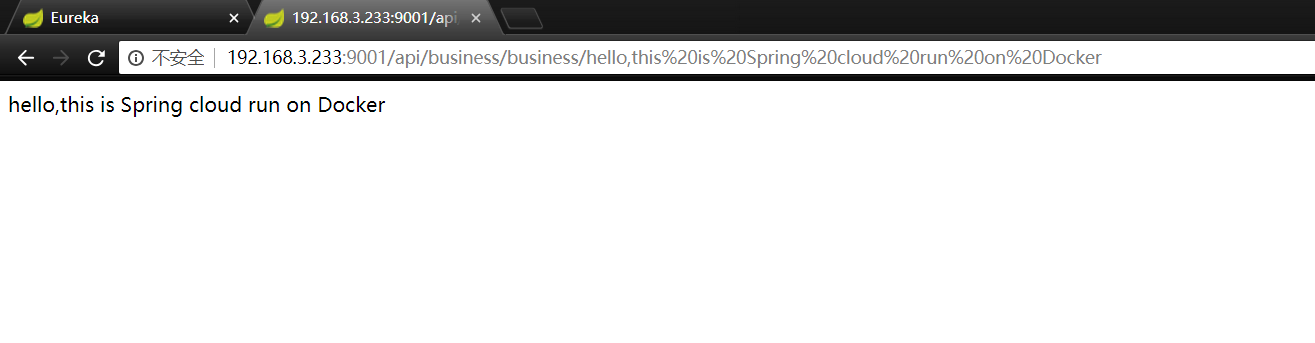 Eureka
192.168.3.233:9001/api
不安全
192.168.3.233:9001/api/business/business/hello,this%20is%20Spring%20cloud%20run%20on%20Docker
hello,this is Spring cloud run on Docker